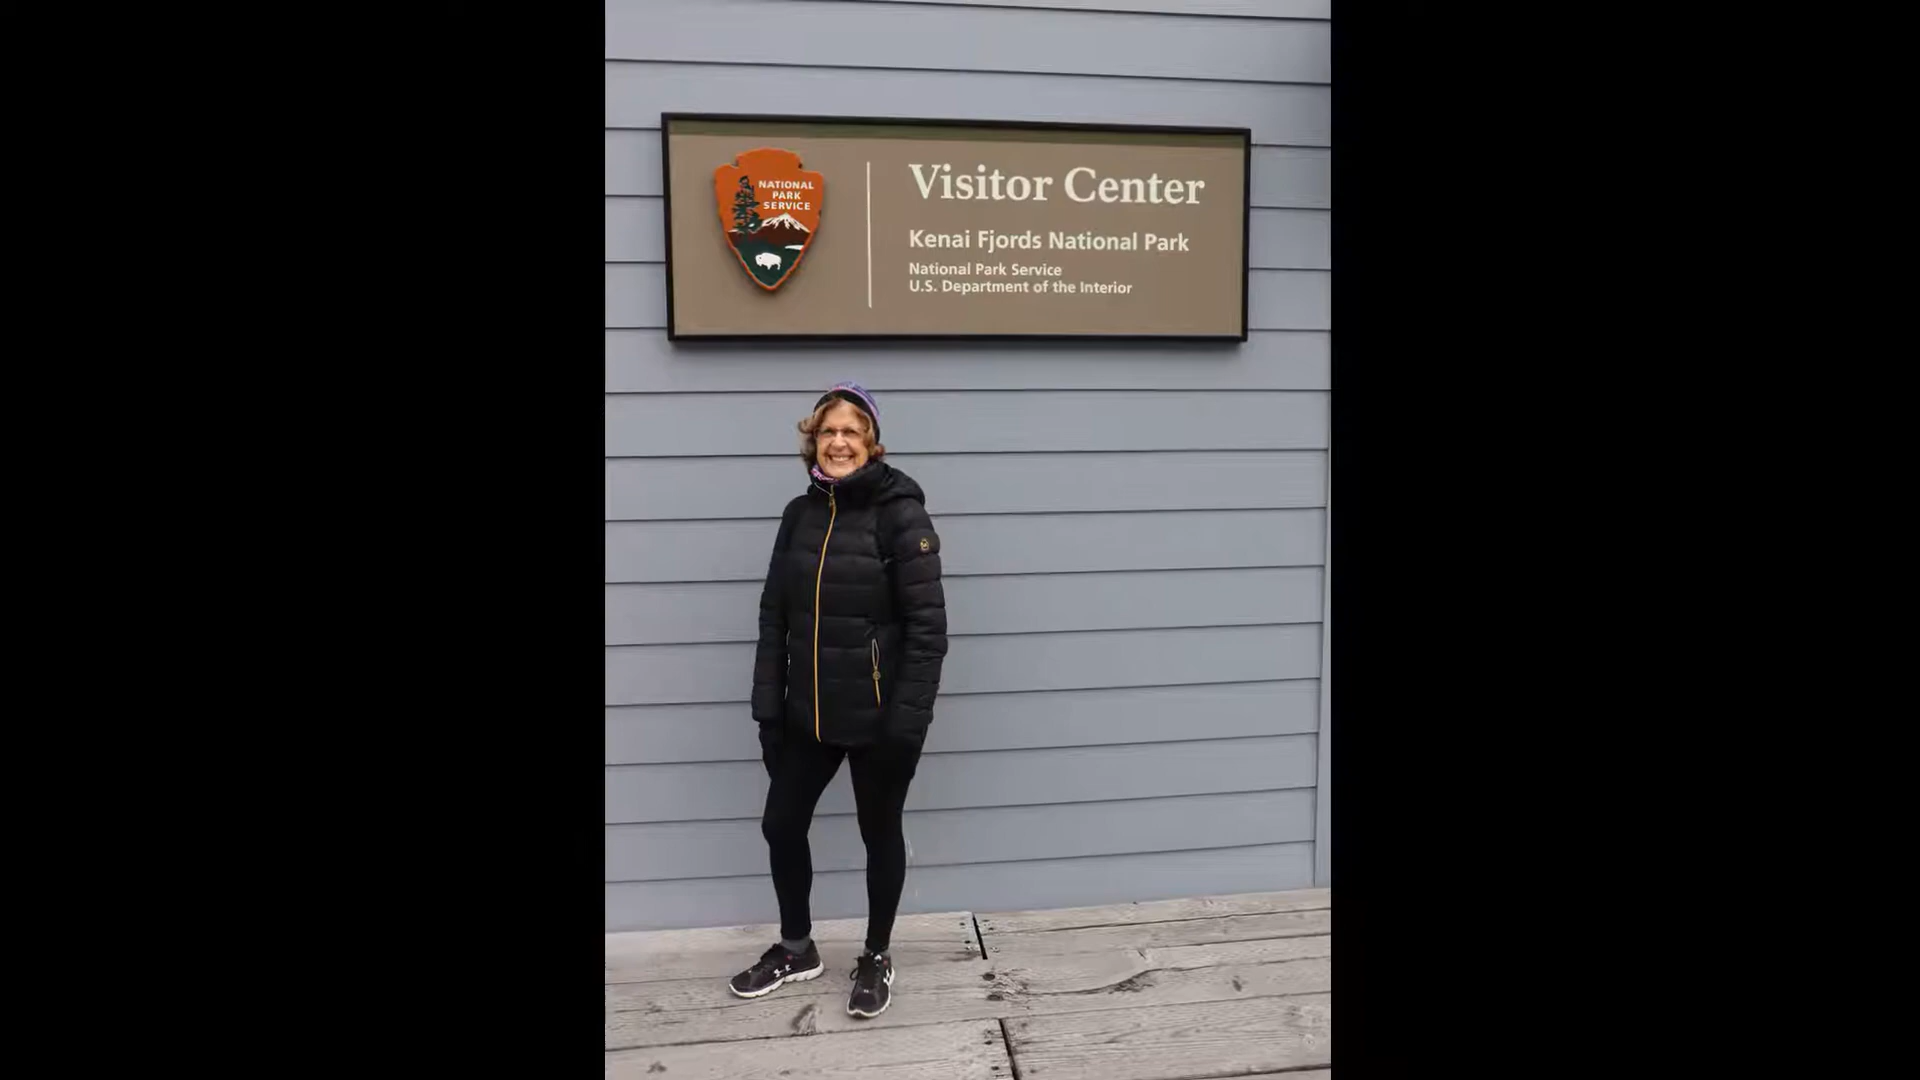 NATIONAL
PARK
SERVICE
Visitor Center
Kenai Fjords National Park
National Park Service
U.S. Department of the Interior